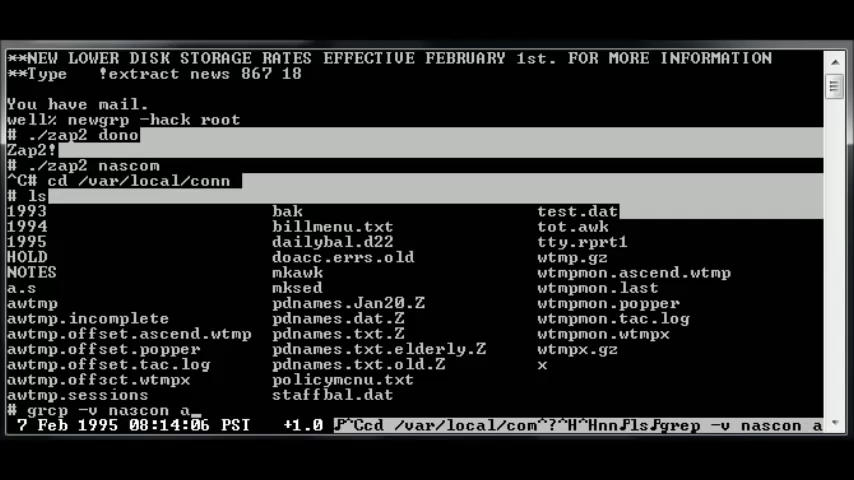 **NEW LOWER DISK STORAGE RATES EFFECTIVE FEBRUARY 1st. FOR MORE INFORMATION
**Type    !extract news 867 18
You have mail.
well% newgrp -hack root
# ./zap2 dono
Zap2!
# ./zap2 nascom
^C# cd /var/local/conn
# ls
1993 bak test.dat
1994 billmenu.txt tot.awk
1995 dailybal.d22 tty.rprt1
HOLD doacc.errs.old wtmp.gz
NOTES mkawk wtmpmon.ascend.wtmp
a.s mksed wtmpmon.last
awtmp pdnames.Jan20.Z wtmpmon.popper
awtmp.incomplete pdnames.dat.Z wtmpmon.tac.log
awtmp.offset.ascend.wtmp pdnames.txt.Z wtmpmon.wtmpx
awtmp.offset.popper pdnames.txt.elderly.Z wtmpx.gz
awtmp.offset.tac.log pdnames.txt.old.Z x
awtmp.offset.wtmpx policymenu.txt
awtmp.sessions staffbal.dat
# grep -v nascon a_
7 Feb 1995 08:14:06 PST +1.0 ♪^Ccd /var/local/com^?^H^Hnn♪ls♪grep -v nascon a